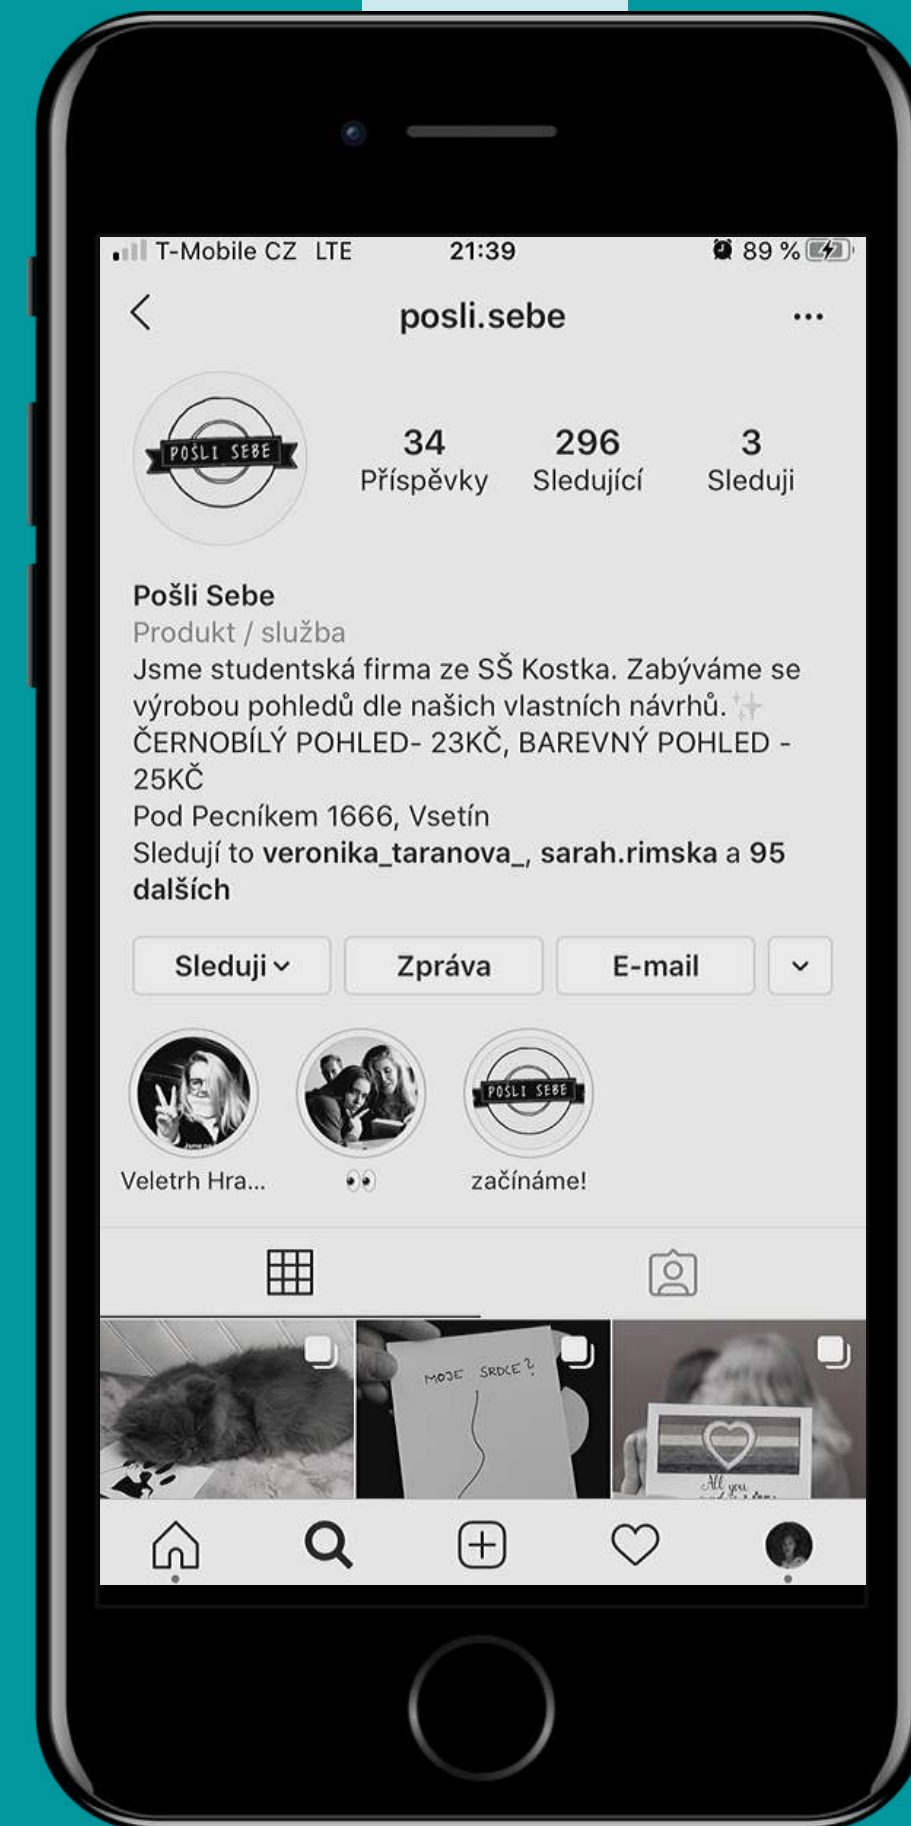 T-Mobile CZ LTE 21:39 89 %
posli.sebe
POŠLI SEBE
34 296 3
Příspěvky Sledující Sleduji
Pošli Sebe
Produkt / služba
Jsme studentská firma ze SŠ Kostka. Zabýváme se
výrobou pohledů dle našich vlastních návrhů.✨
ČERNOBÍLÝ POHLED- 23KČ, BAREVNÝ POHLED -
25KČ
Pod Pecníkem 1666, Vsetín
Sledují to veronika_taranova_, sarah.rimska a 95
dalších
Sleduji Zpráva E-mail
POŠLI SEBE
Veletrh Hra... 👀 začínáme!
MOJE SRDCE?
All you